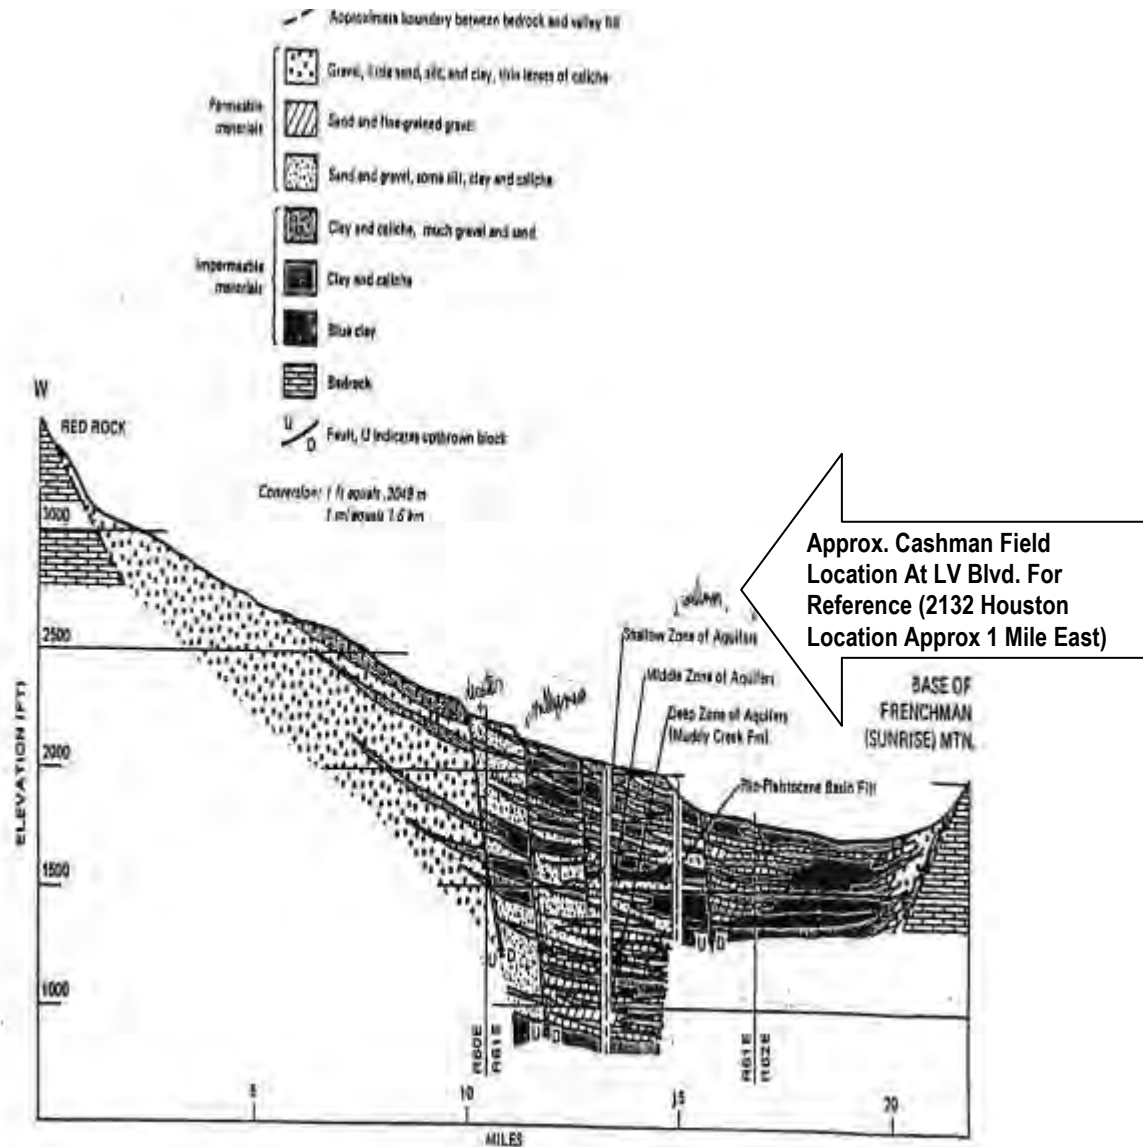 Approximate boundary between bedrock and valley fill
Gravel, little sand, silt, and clay, thin lenses of caliche
Permeable
materials
Sand and fine-grained gravel
Sand and gravel, some silt, clay and caliche
Clay and caliche, much gravel and sand
Impermeable
materials
Clay and caliche
Blue clay
Bedrock
U
D
Fault, U indicates upthrown block
Conversion: 1 ft equals .3048 m
1 mi equals 1.6 km
W
RED ROCK
Approx. Cashman Field
Location At LV Blvd. For
Reference (2132 Houston
Location Approx 1 Mile East)
Shallow Zone of Aquifers
Middle Zone of Aquifers
Deep Zone of Aquifers
(Muddy Creek Fm)
Plio-Pleistocene Basin Fill
BASE OF
FRENCHMAN
(SUNRISE) MTN.
ELEVATION (FT)
3000
2500
2000
1500
1000
U D
U D
U D
R60E
R61E
R61E
R62E
5
10
15
20
MILES